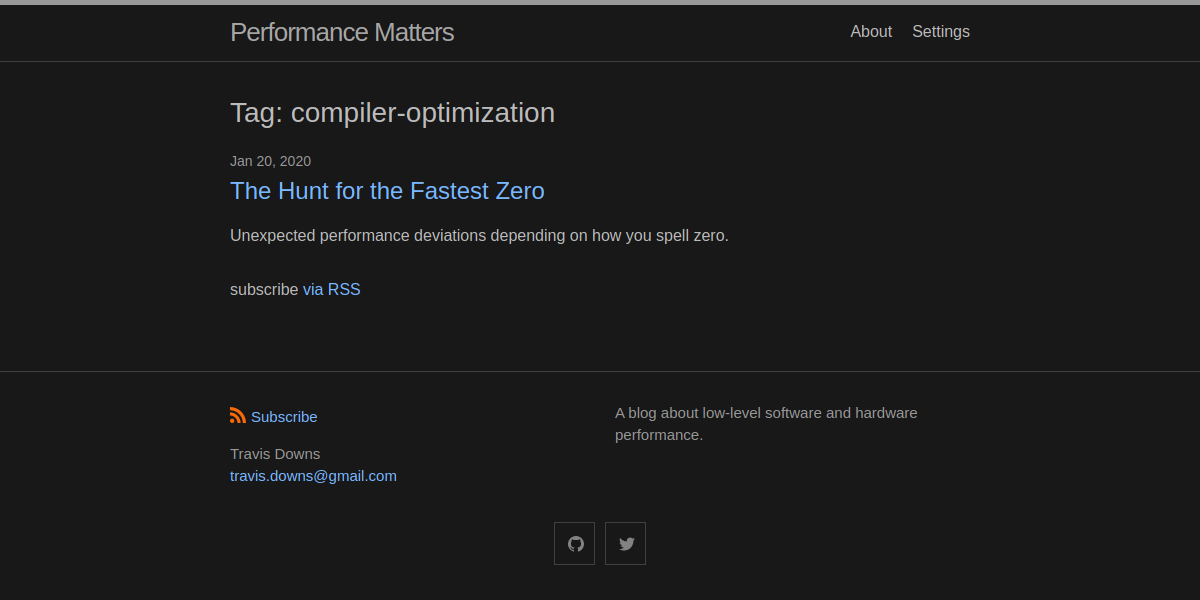 Performance Matters
About Settings
Tag: compiler-optimization
Jan 20, 2020
The Hunt for the Fastest Zero
Unexpected performance deviations depending on how you spell zero.
subscribe via RSS
Subscribe
Travis Downs
travis.downs@gmail.com
A blog about low-level software and hardware
performance.